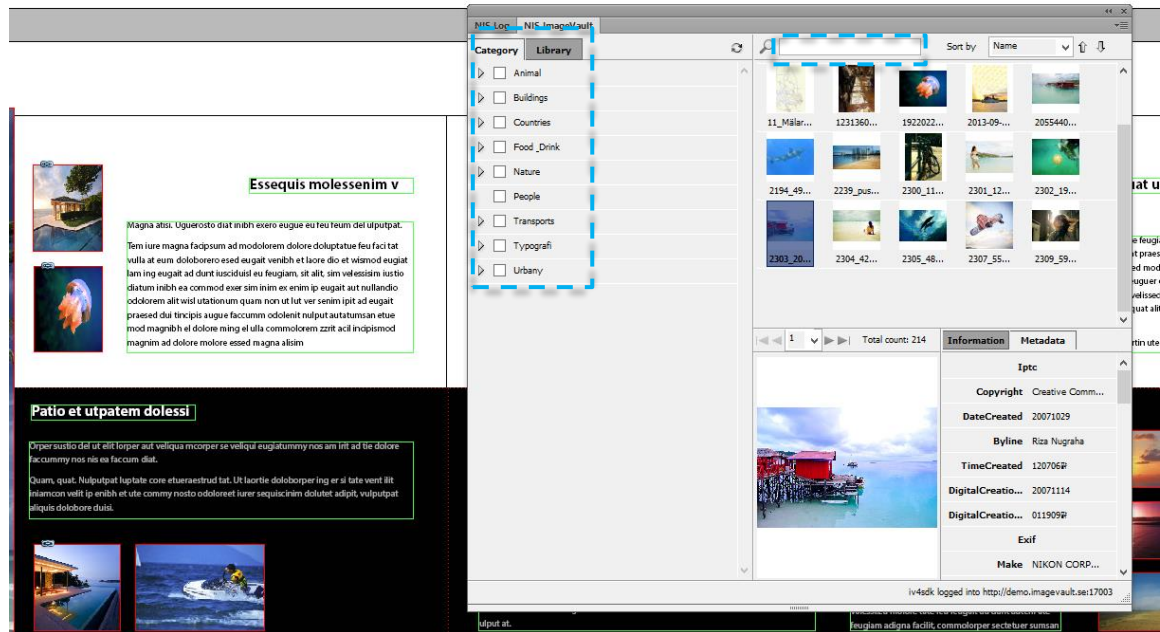 NIS Log NIS ImageVault
Category Library
Sort by Name
Animal
Buildings
Countries
Food _Drink
Nature
People
Transports
Typografi
Urbany
11_Mälar... 1231360... 1922022... 2013-09-... 2055440...
2194_49... 2239_pus... 2300_11... 2301_12... 2302_19...
2303_20... 2304_42... 2305_48... 2307_55... 2309_59...
1 Total count: 214
Information Metadata
Iptc
Copyright Creative Comm...
DateCreated 20071029
Byline Riza Nugraha
TimeCreated 120706
DigitalCreatio... 20071114
DigitalCreatio... 011909
Exif
Make NIKON CORP...
iv4sdk logged into http://demo.imagevault.se:17003
Essequis molessenim v
Magna atisi. Uguerosto diat inibh exero eugue eu feu feum del ulputpat.
Tem iure magna facipsum ad modolorem dolore doluptatue feu faci tat
vulla at eum doloborero esed eugait venibh et laore dio et wismod eugiat
lam ing eugait ad dunt iusciduisl eu feugiam, sit alit, sim velessisim iustio
diatum inibh ea commod exer sim inim ex enim ip eugait aut nullandio
odolorem alit wisl utationum quam non ut lut ver senim ipit ad eugait
praesed dui tincipis augue faccumm odolenit nulput autatumsan etue
mod magnibh el dolore ming el ulla commolorem zzrit acil incipismod
magnim ad dolore molore essed magna alisim
Patio et utpatem dolessi
Orper sustio del ut elit lorper aut veliqua mcorper se veliqui eugiatummy nos am irit ad tie dolore
faccummy nos nis ea faccum diat.
Quam, quat. Nulputpat luptate core etueraestrud tat. Ut laortie doloborper ing er si tate vent ilit
iniamcon velit ip enibh et ute commy nosto odoloreet iurer sequiscinim dolutet adipit, vulputpat
aliquis dolobore duisi.
ulput at.
feugiam adigna facilit, commolorper sectetuer sumsan